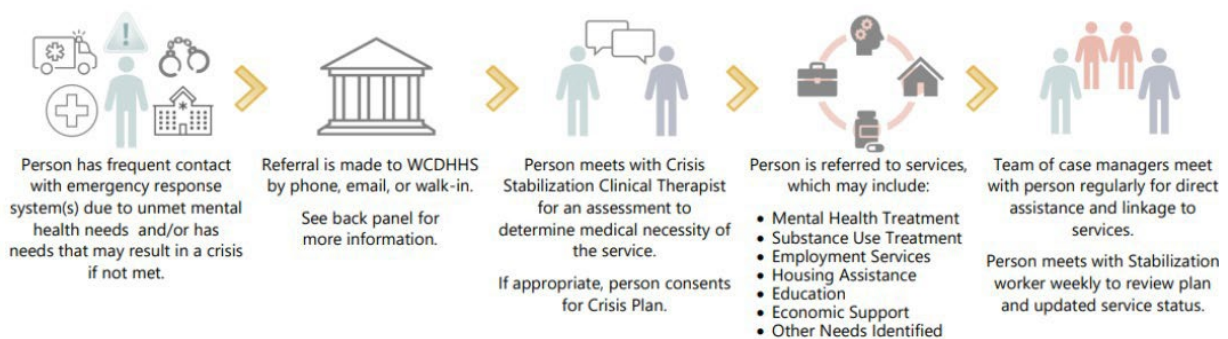 Person has frequent contact
with emergency response
system(s) due to unmet mental
health needs and/or has
needs that may result in a crisis
if not met.
Referral is made to WCDHHS
by phone, email, or walk-in.
See back panel for
more information.
Person meets with Crisis
Stabilization Clinical Therapist
for an assessment to
determine medical necessity of
the service.
If appropriate, person consents
for Crisis Plan.
Person is referred to services,
which may include:
• Mental Health Treatment
• Substance Use Treatment
• Employment Services
• Housing Assistance
• Education
• Economic Support
• Other Needs Identified
Team of case managers meet
with person regularly for direct
assistance and linkage to
services.
Person meets with Stabilization
worker weekly to review plan
and updated service status.